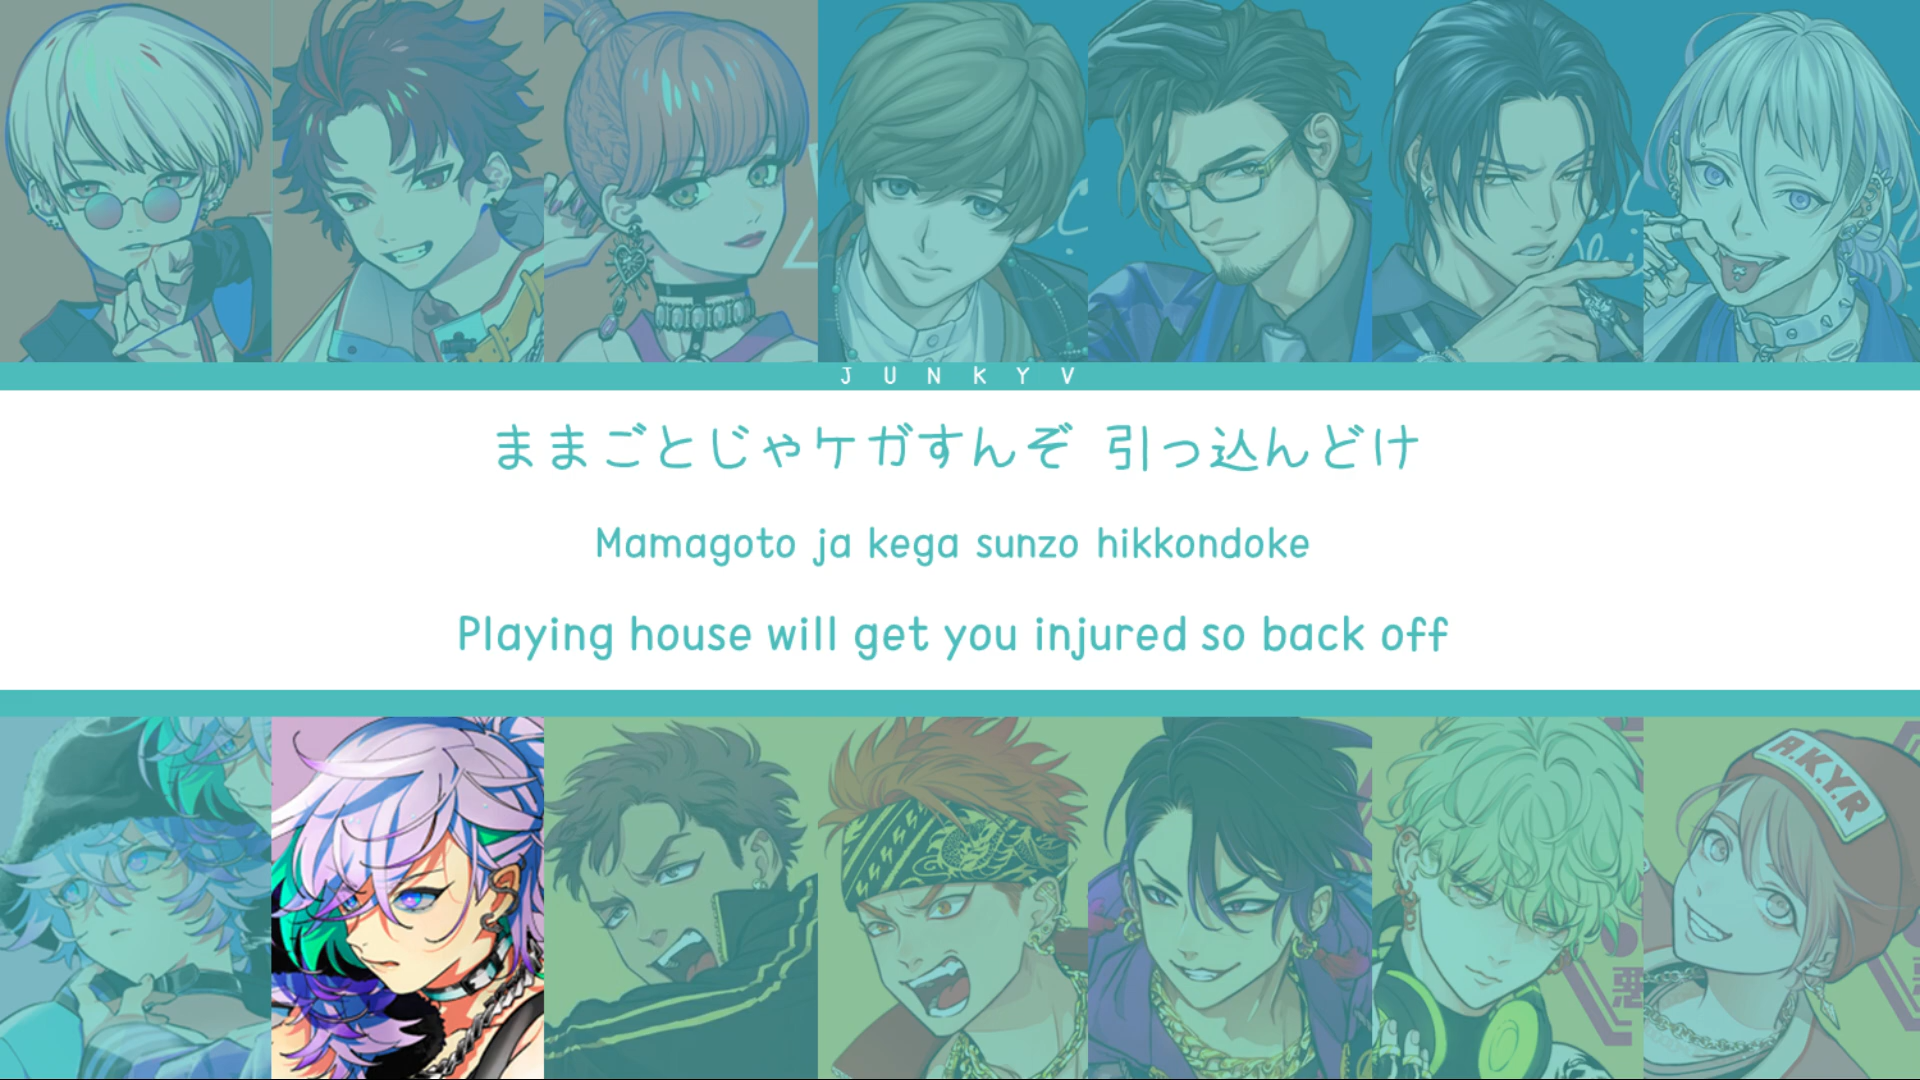 J U N K Y V
ままごとじゃケガすんぞ 引っ込んどけ
Mamagoto ja kega sunzo hikkondoke
Playing house will get you injured so back off
A.K.Y.R
悪